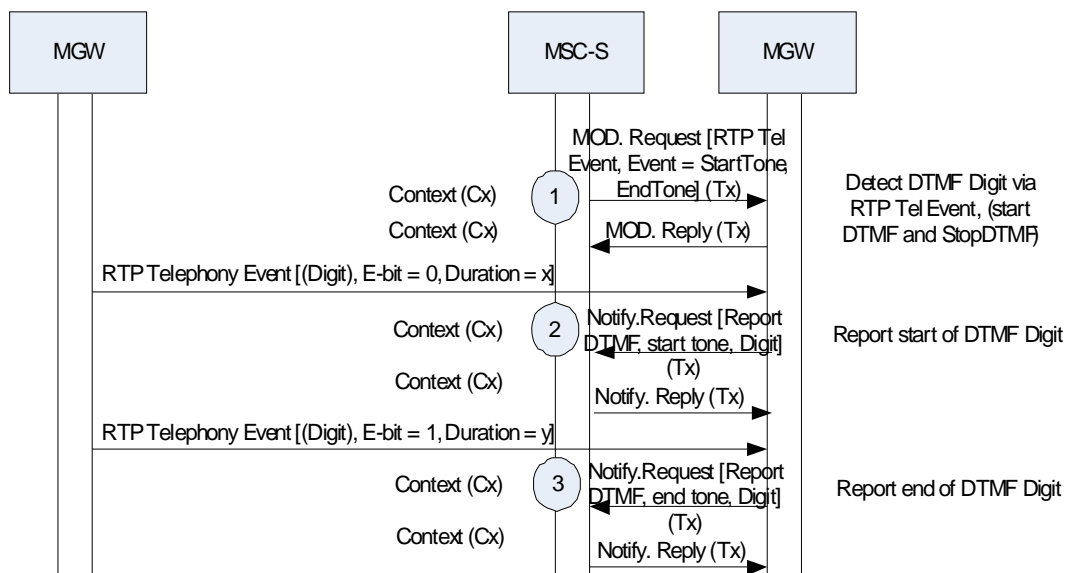 MGW
MSC-S
MGW
MOD. Request [RTP Tel
Event, Event = StartTone,
EndTone] (Tx)
Context (Cx)
1
Detect DTMF Digit via
RTP Tel Event, (start
DTMF and StopDTMF)
Context (Cx)
MOD. Reply (Tx)
RTP Telephony Event [(Digit), E-bit = 0, Duration = x]
Context (Cx)
2
Notify.Request [Report
DTMF, start tone, Digit]
(Tx)
Report start of DTMF Digit
Context (Cx)
Notify. Reply (Tx)
RTP Telephony Event [(Digit), E-bit = 1, Duration = y]
Context (Cx)
3
Notify.Request [Report
DTMF, end tone, Digit]
(Tx)
Report end of DTMF Digit
Context (Cx)
Notify. Reply (Tx)